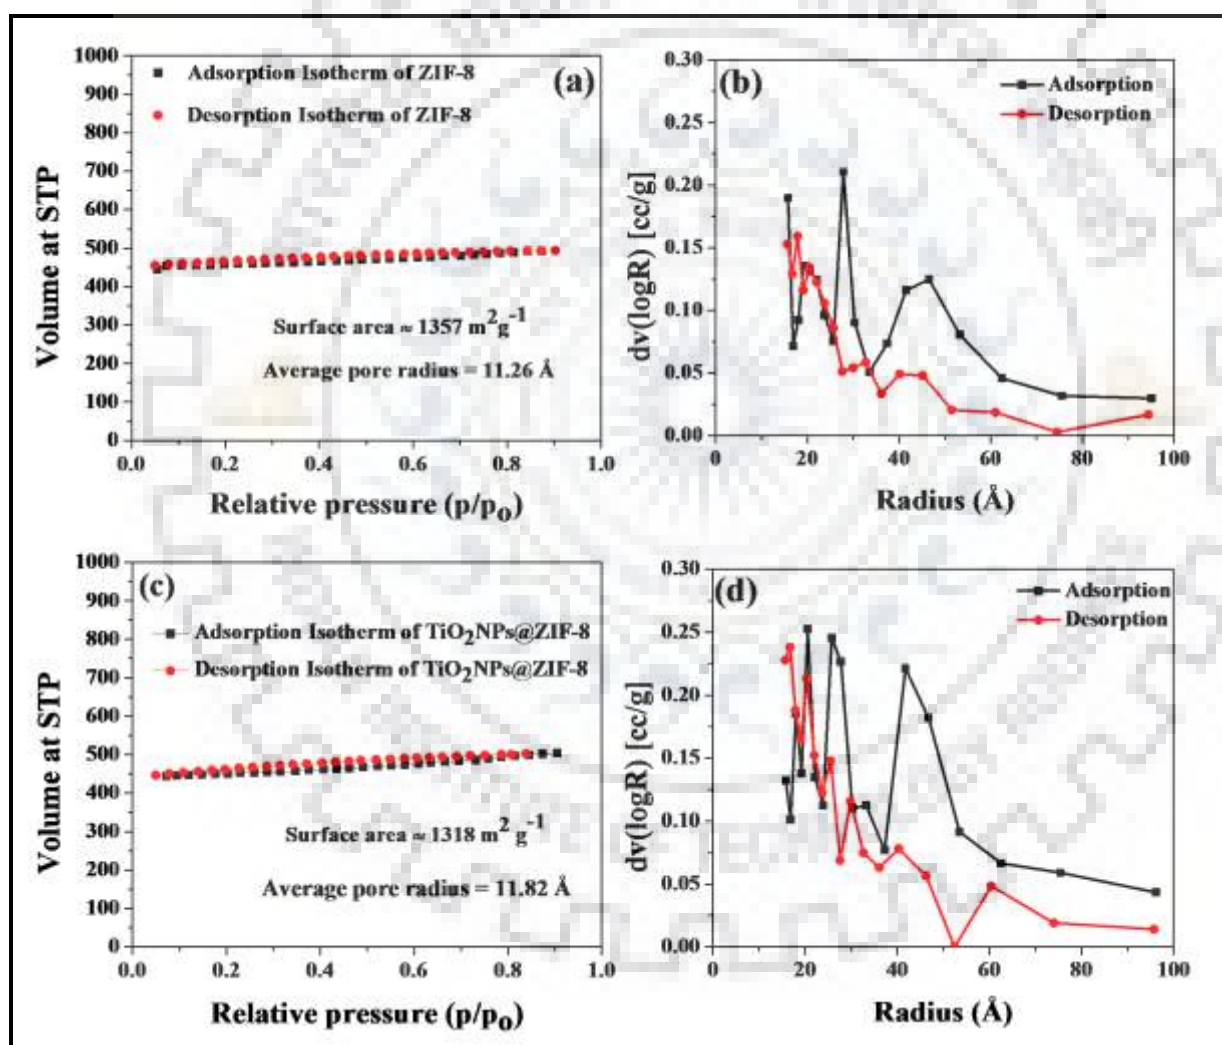 1000
900
800
700
600
500
400
300
200
100
0
Volume at STP
Adsorption Isotherm of ZIF-8
(a)
Desorption Isotherm of ZIF-8
Surface area ≈ 1357 m²g⁻¹
Average pore radius = 11.26 Å
0.0 0.2 0.4 0.6 0.8 1.0
Relative pressure (p/p₀)
0.30
0.25
0.20
0.15
0.10
0.05
0.00
dv(logR) [cc/g]
(b)
Adsorption
Desorption
0 20 40 60 80 100
Radius (Å)
1000
900
800
700
600
500
400
300
200
100
0
Volume at STP
(c)
Adsorption Isotherm of TiO₂NPs@ZIF-8
Desorption Isotherm of TiO₂NPs@ZIF-8
Surface area ≈ 1318 m² g⁻¹
Average pore radius = 11.82 Å
0.0 0.2 0.4 0.6 0.8 1.0
Relative pressure (p/p₀)
0.30
0.25
0.20
0.15
0.10
0.05
0.00
dv(logR) [cc/g]
(d)
Adsorption
Desorption
0 20 40 60 80 100
Radius (Å)